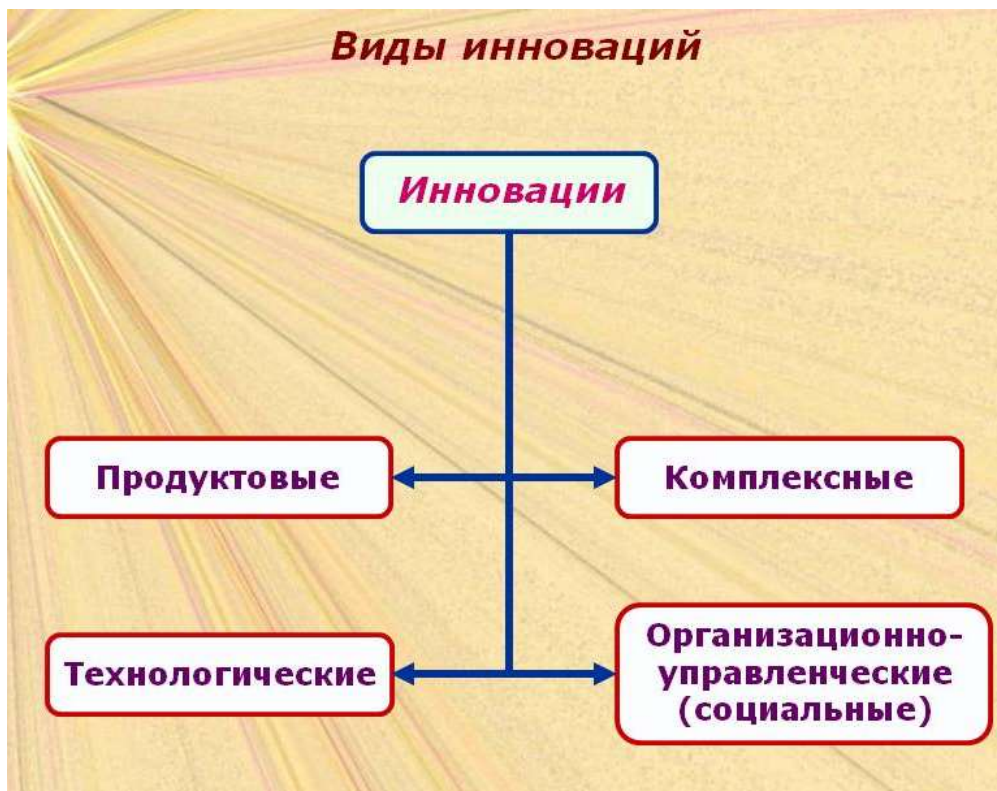 Виды инноваций
Инновации
Продуктовые
Комплексные
Технологические
Организационно-
управленческие
(социальные)